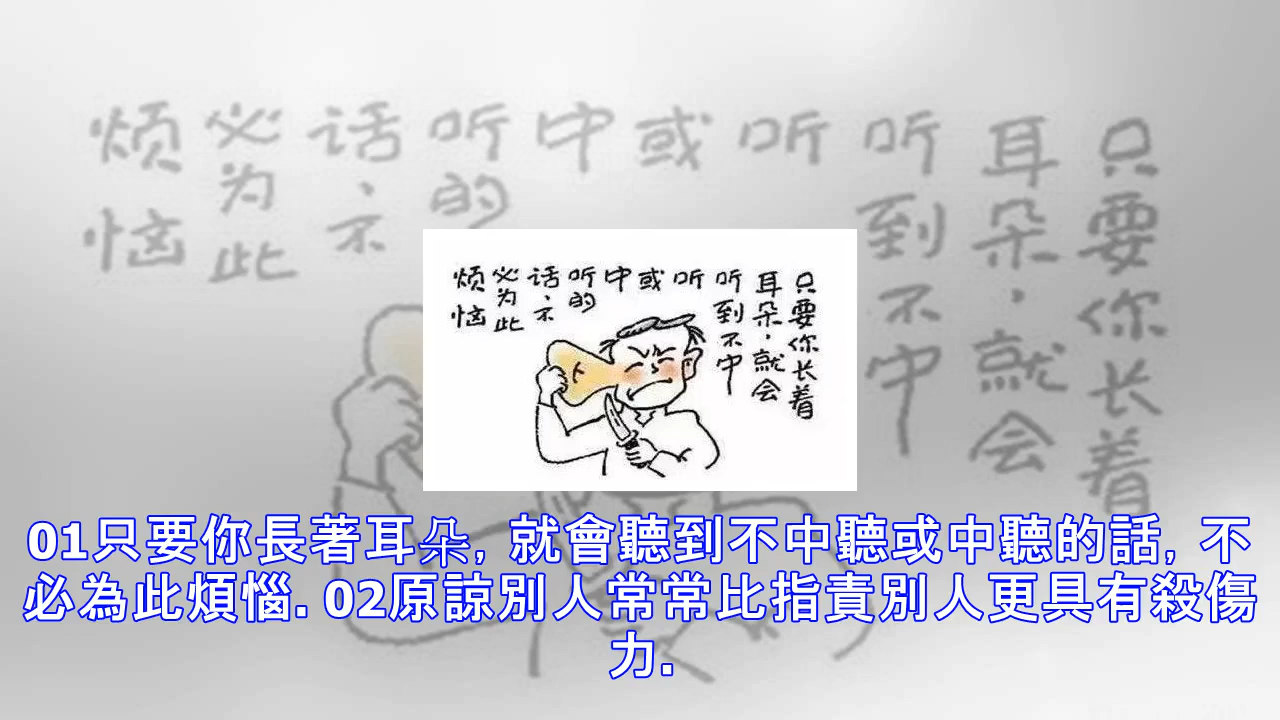 只要你长着
耳朵，就会
听到不中
听
或
中
听的
话，不
必为此
烦恼
01只要你長著耳朵, 就會聽到不中聽或中聽的話, 不
必為此煩惱. 02原諒別人常常比指責別人更具有殺傷
力.